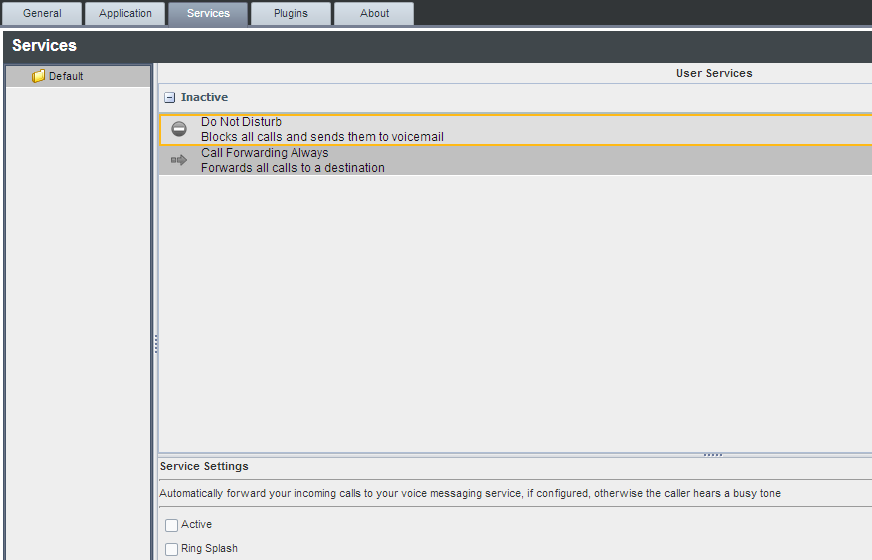 General Application Services Plugins About
Services
Default
User Services
Inactive
Do Not Disturb
Blocks all calls and sends them to voicemail
Call Forwarding Always
Forwards all calls to a destination
Service Settings
Automatically forward your incoming calls to your voice messaging service, if configured, otherwise the caller hears a busy tone
Active
Ring Splash